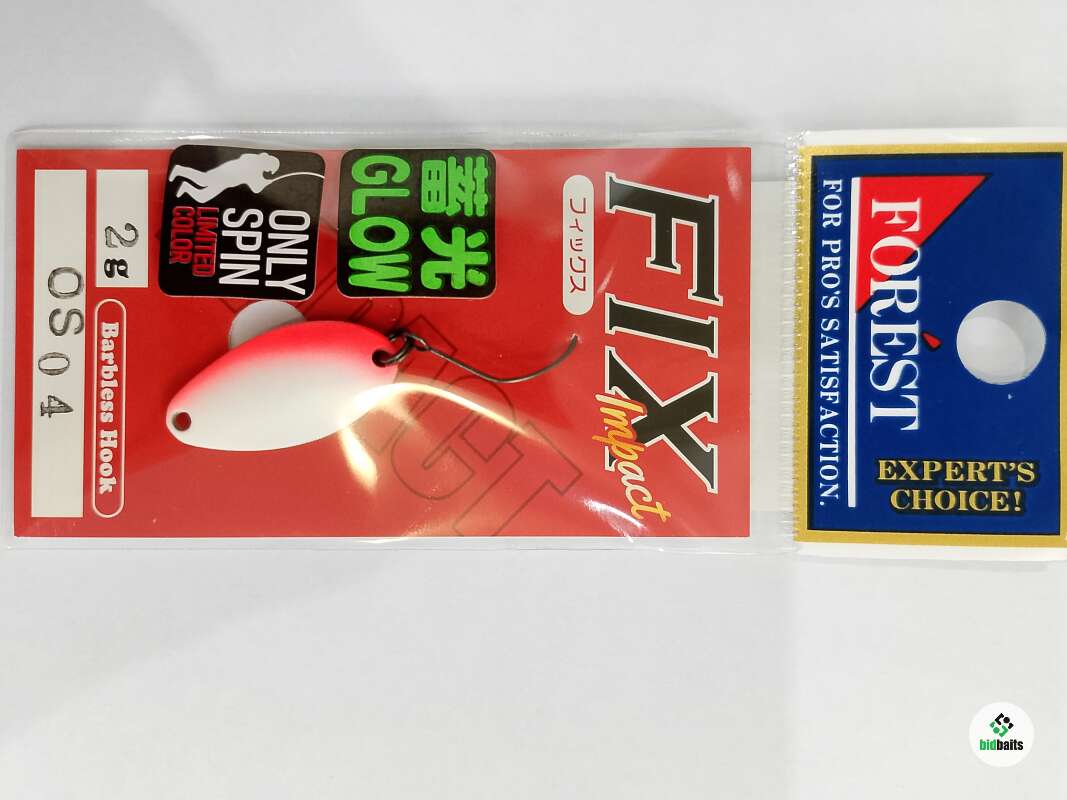 FORÉST
FOR PRO'S SATISFACTION.
EXPERT'S
CHOICE!
FIX
Impact
フィックス
蓄光
GLOW
ONLY
SPIN
LIMITED
COLOR
2g
Barbless Hook
OS04
bidbaits